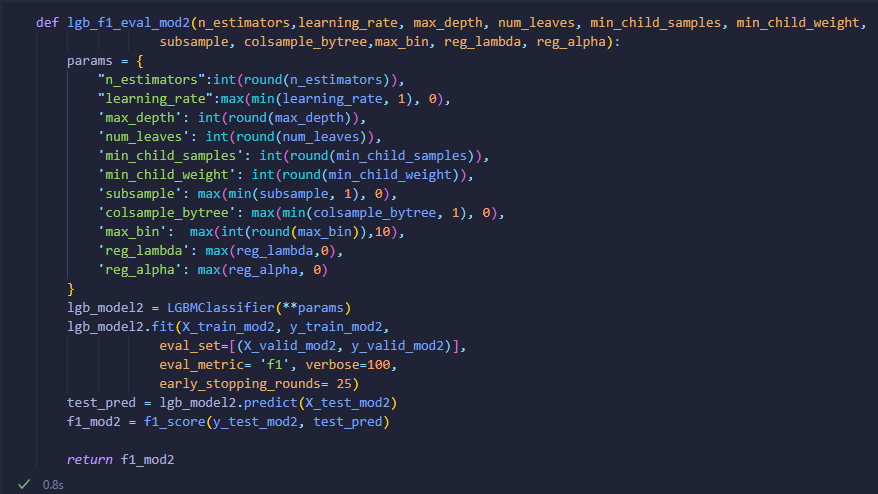 def lgb_f1_eval_mod2(n_estimators,learning_rate, max_depth, num_leaves, min_child_samples, min_child_weight,
subsample, colsample_bytree,max_bin, reg_lambda, reg_alpha):
params = {
"n_estimators":int(round(n_estimators)),
"learning_rate":max(min(learning_rate, 1), 0),
'max_depth': int(round(max_depth)),
'num_leaves': int(round(num_leaves)),
'min_child_samples': int(round(min_child_samples)),
'min_child_weight': int(round(min_child_weight)),
'subsample': max(min(subsample, 1), 0),
'colsample_bytree': max(min(colsample_bytree, 1), 0),
'max_bin':  max(int(round(max_bin)),10),
'reg_lambda': max(reg_lambda,0),
'reg_alpha': max(reg_alpha, 0)
}
lgb_model2 = LGBMClassifier(**params)
lgb_model2.fit(X_train_mod2, y_train_mod2,
eval_set=[(X_valid_mod2, y_valid_mod2)],
eval_metric= 'f1', verbose=100,
early_stopping_rounds= 25)
test_pred = lgb_model2.predict(X_test_mod2)
f1_mod2 = f1_score(y_test_mod2, test_pred)
return f1_mod2
0.8s